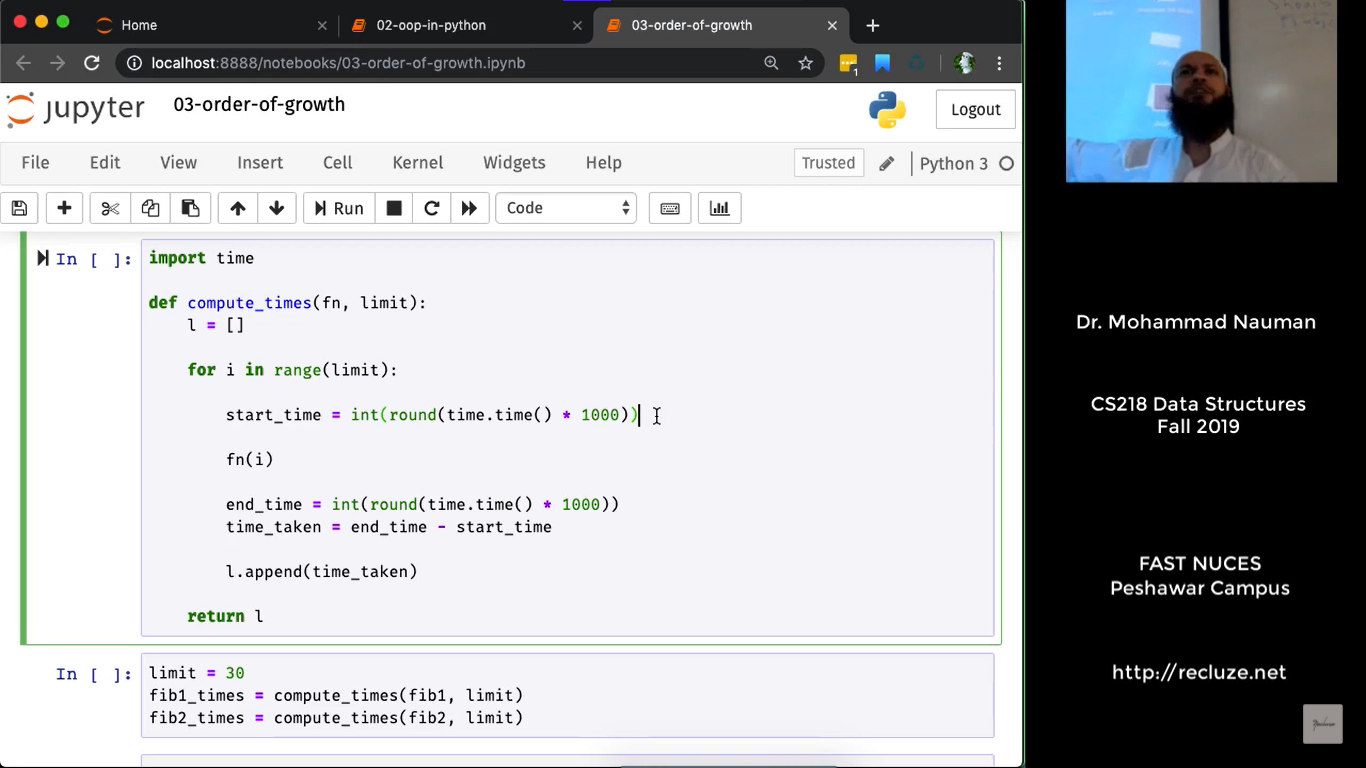 Home
02-oop-in-python
03-order-of-growth
localhost:8888/notebooks/03-order-of-growth.ipynb
1
jupyter
03-order-of-growth
Logout
File Edit View Insert Cell Kernel Widgets Help
Trusted
Python 3
Run
Code
In [ ]:
import time
def compute_times(fn, limit):
l = []
for i in range(limit):
start_time = int(round(time.time() * 1000))
fn(i)
end_time = int(round(time.time() * 1000))
time_taken = end_time - start_time
l.append(time_taken)
return l
In [ ]:
limit = 30
fib1_times = compute_times(fib1, limit)
fib2_times = compute_times(fib2, limit)
Dr. Mohammad Nauman
CS218 Data Structures
Fall 2019
FAST NUCES
Peshawar Campus
http://recluze.net